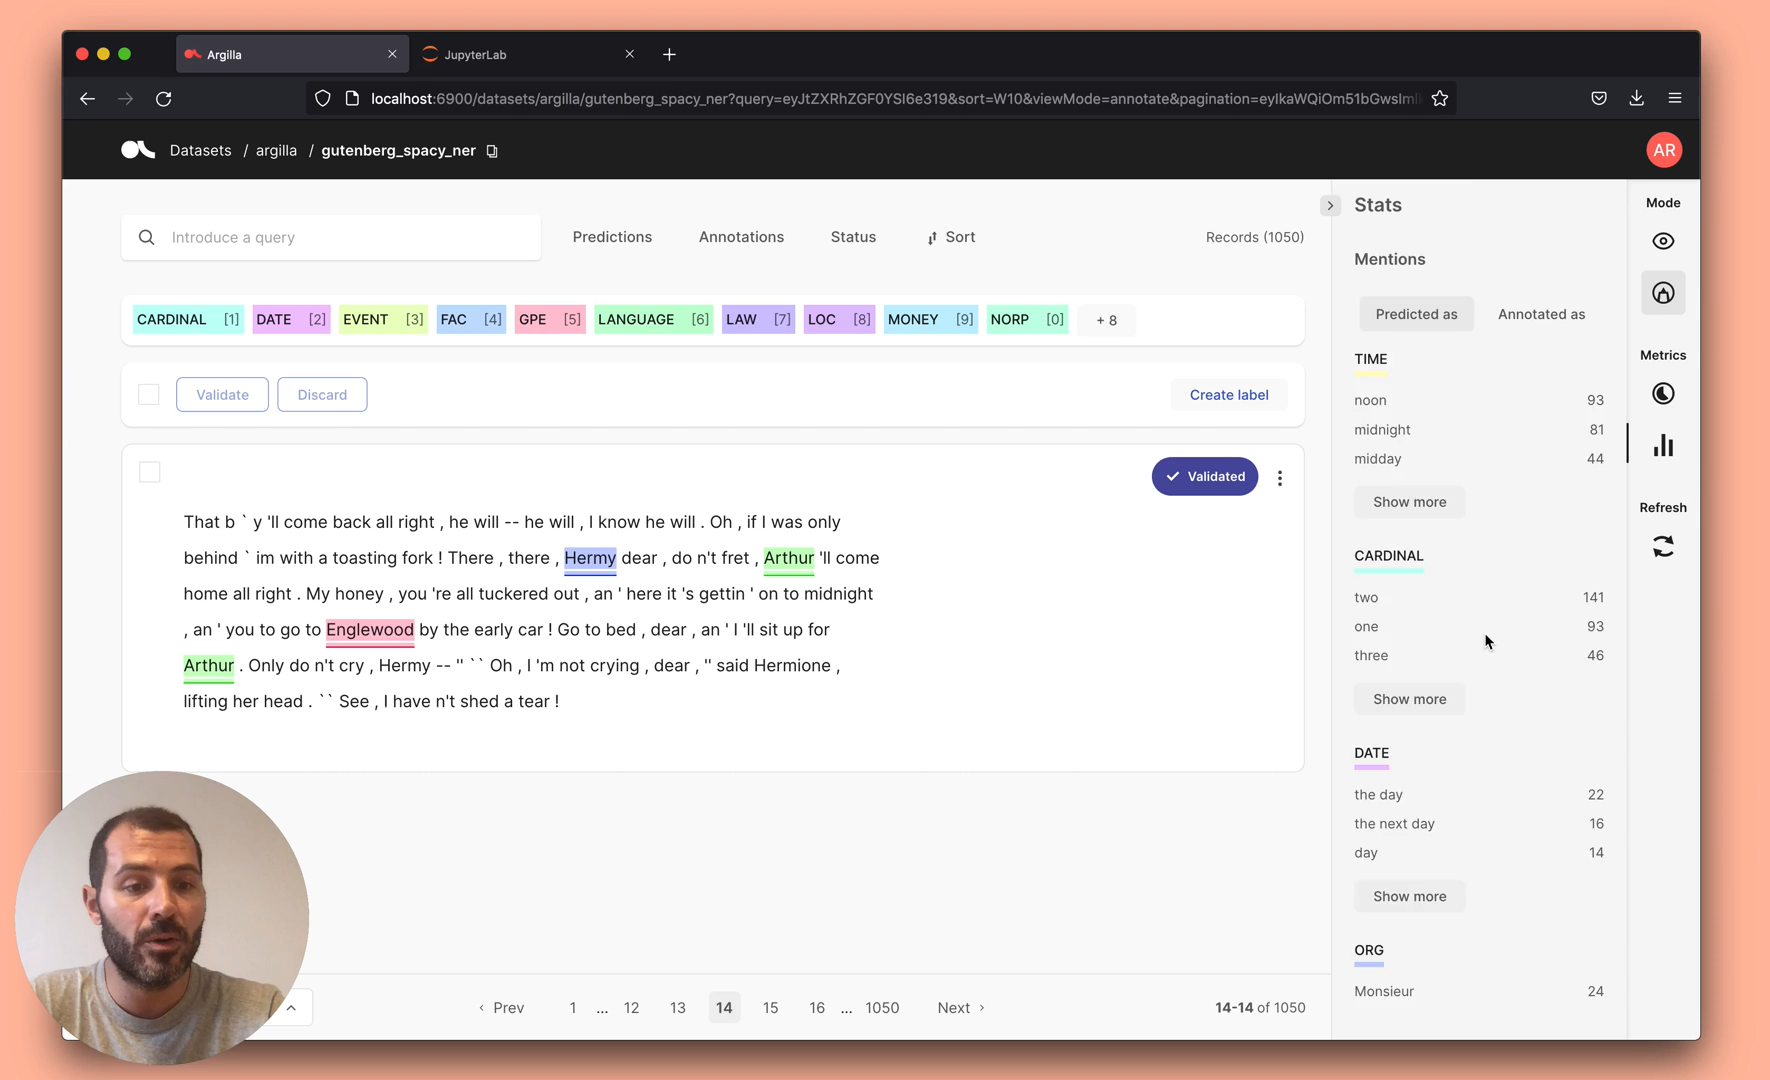 Argilla
JupyterLab
localhost:6900/datasets/argilla/gutenberg_spacy_ner?query=eyJtZXRhZGF0YSI6e319&sort=W10&viewMode=annotate&pagination=
Datasets / argilla / gutenberg_spacy_ner
AR
Introduce a query
Predictions
Annotations
Status
Sort
Records (1050)
CARDINAL [1] DATE [2] EVENT [3] FAC [4] GPE [5] LANGUAGE [6] LAW [7] LOC [8] MONEY [9] NORP [0] + 8
Validate
Discard
Create label
Validated
That b ` y 'll come back all right , he will -- he will , I know he will . Oh , if I was only
behind ` im with a toasting fork ! There , there , Hermy dear , do n't fret , Arthur 'll come
home all right . My honey , you 're all tuckered out , an ' here it 's gettin ' on to midnight
, an ' you to go to Englewood by the early car ! Go to bed , dear , an ' I 'll sit up for
Arthur . Only do n't cry , Hermy -- '' `` Oh , I 'm not crying , dear , '' said Hermione ,
lifting her head . `` See , I have n't shed a tear !
Prev 1 ... 12 13 14 15 16 ... 1050 Next
14-14 of 1050
Stats
Mentions
Predicted as
Annotated as
TIME
noon 93
midnight 81
midday 44
Show more
CARDINAL
two 141
one 93
three 46
Show more
DATE
the day 22
the next day 16
day 14
Show more
ORG
Monsieur 24
Mode
Metrics
Refresh